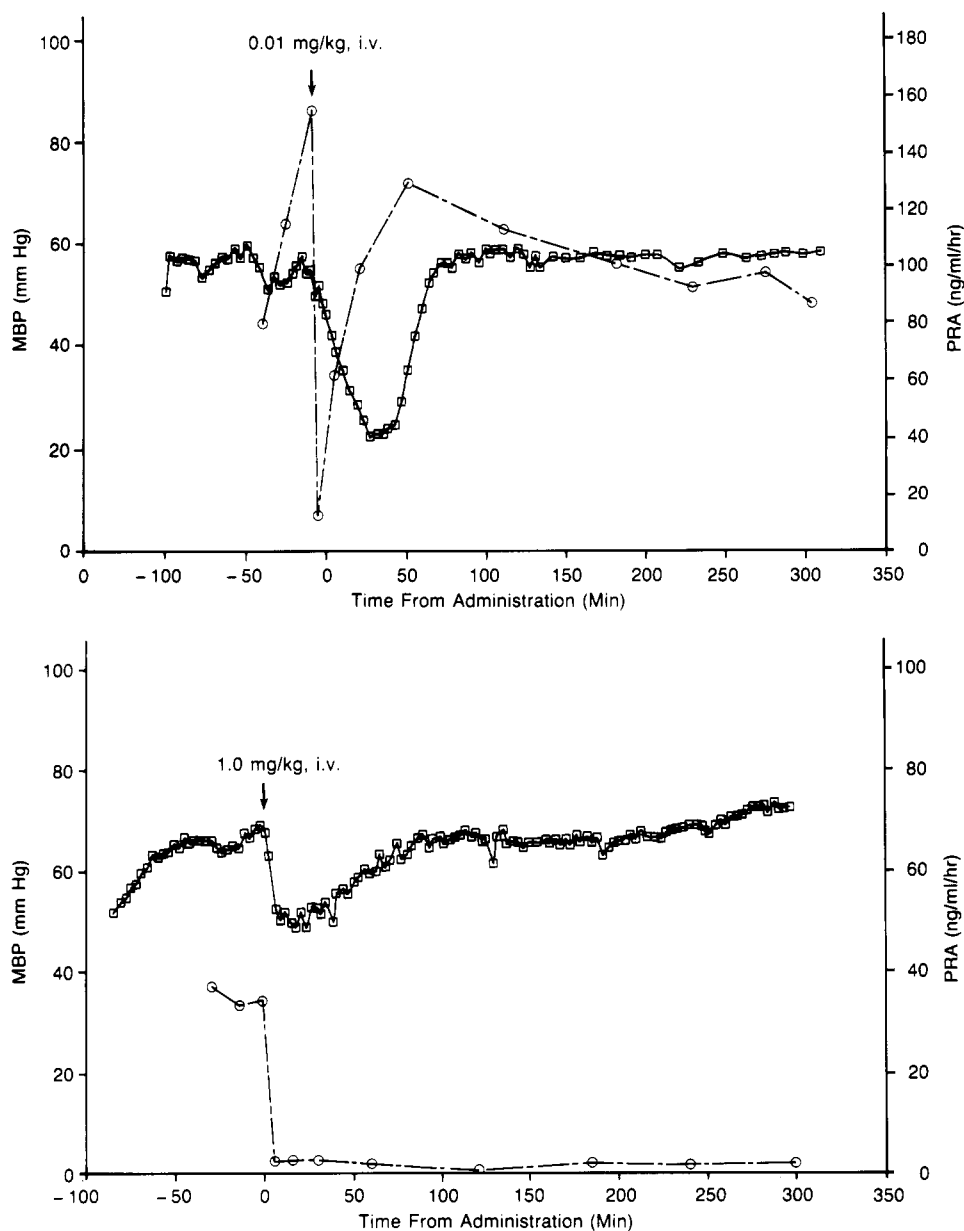 0.01 mg/kg, i.v.
MBP (mm Hg)
100
80
60
40
20
0
PRA (ng/ml/hr)
180
160
140
120
100
80
60
40
20
0
0 −100 −50 0 50 100 150 200 250 300 350
Time From Administration (Min)
1.0 mg/kg, i.v.
MBP (mm Hg)
100
80
60
40
20
0
PRA (ng/ml/hr)
100
80
60
40
20
0
−100 −50 0 50 100 150 200 250 300 350
Time From Administration (Min)